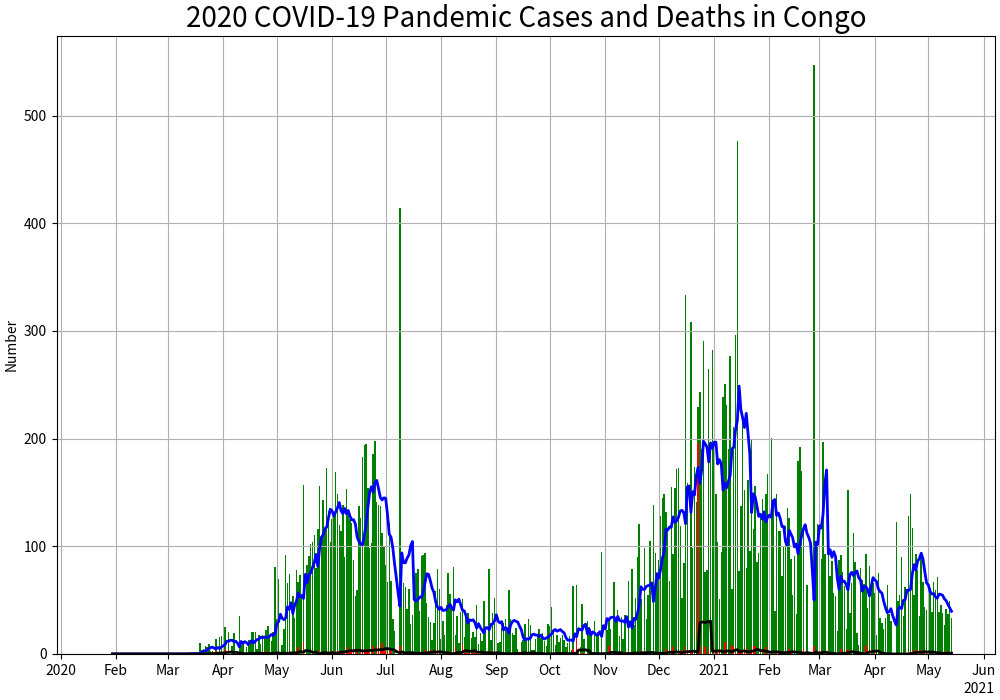 2020 COVID-19 Pandemic Cases and Deaths in Congo
Number
500
400
300
200
100
0
2020 Feb Mar Apr May Jun Jul Aug Sep Oct Nov Dec 2021 Feb Mar Apr May Jun
2021